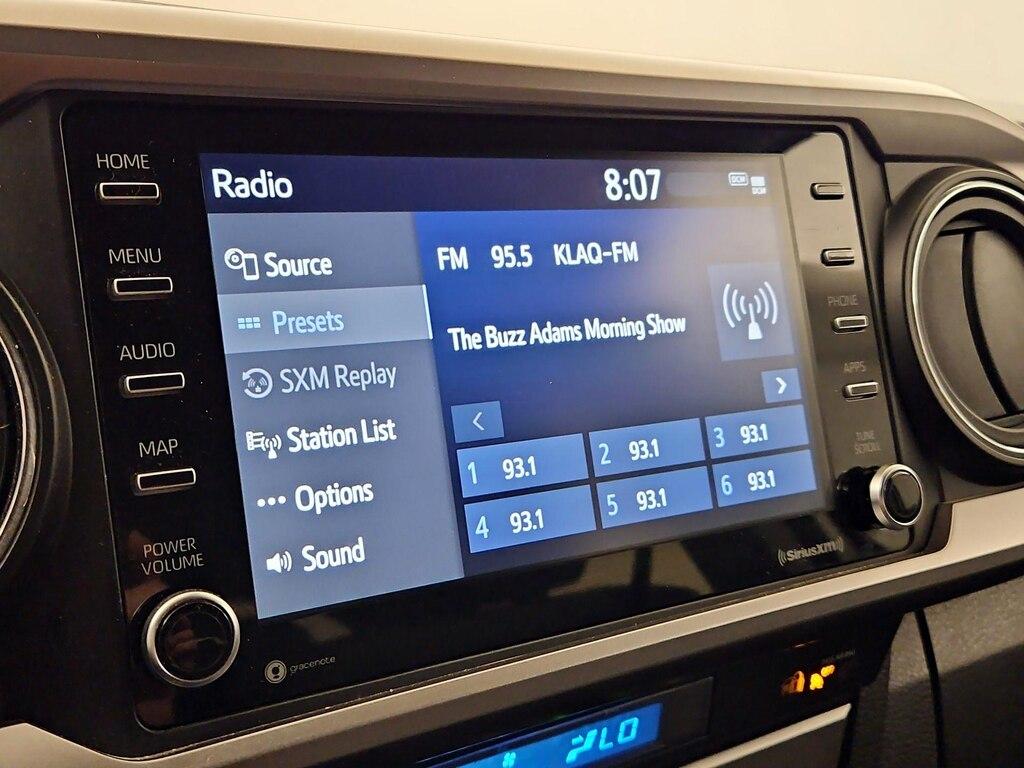 HOME
MENU
AUDIO
MAP
POWER
VOLUME
gracenote
Radio
8:07
DCM
DCM
Source
Presets
SXM Replay
Station List
Options
Sound
FM 95.5 KLAQ-FM
The Buzz Adams Morning Show
1 93.1
2 93.1
3 93.1
4 93.1
5 93.1
6 93.1
PHONE
APPS
TUNE
SCROLL
SiriusXM
LO